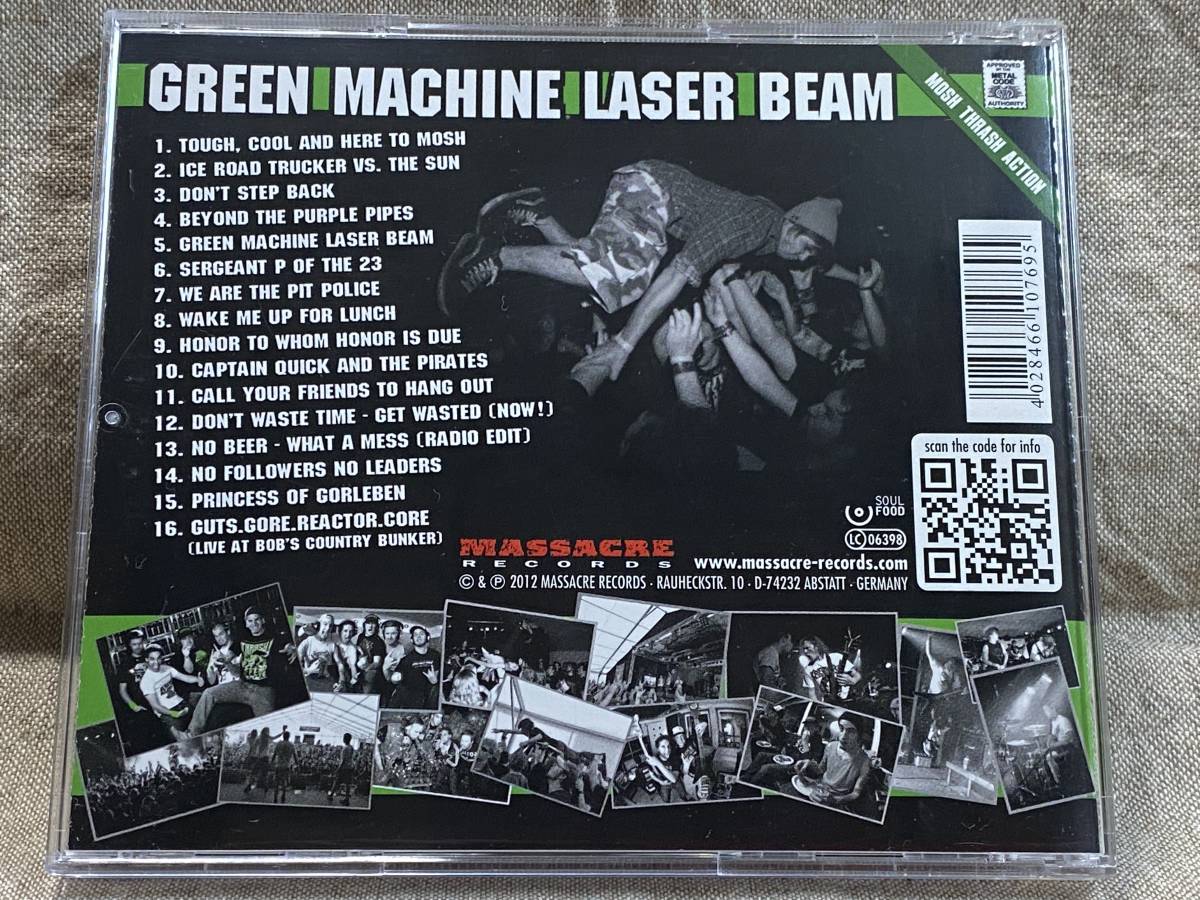 GREEN MACHINE LASER BEAM
APPROVED
BY THE
METAL
CODE
AUTHORITY
MOSH THRASH ACTION
1. TOUGH, COOL AND HERE TO MOSH
2. ICE ROAD TRUCKER VS. THE SUN
3. DON'T STEP BACK
4. BEYOND THE PURPLE PIPES
5. GREEN MACHINE LASER BEAM
6. SERGEANT P OF THE 23
7. WE ARE THE PIT POLICE
8. WAKE ME UP FOR LUNCH
9. HONOR TO WHOM HONOR IS DUE
10. CAPTAIN QUICK AND THE PIRATES
11. CALL YOUR FRIENDS TO HANG OUT
12. DON'T WASTE TIME - GET WASTED (NOW!)
13. NO BEER - WHAT A MESS (RADIO EDIT)
14. NO FOLLOWERS NO LEADERS
15. PRINCESS OF GORLEBEN
16. GUTS.GORE.REACTOR.CORE
(LIVE AT BOB'S COUNTRY BUNKER)
4 028466 107695
scan the code for info
SOUL
FOOD
LC 06398
MASSACRE
RECORDS
www.massacre-records.com
© & ℗ 2012 MASSACRE RECORDS · RAUHECKSTR. 10 · D-74232 ABSTATT · GERMANY